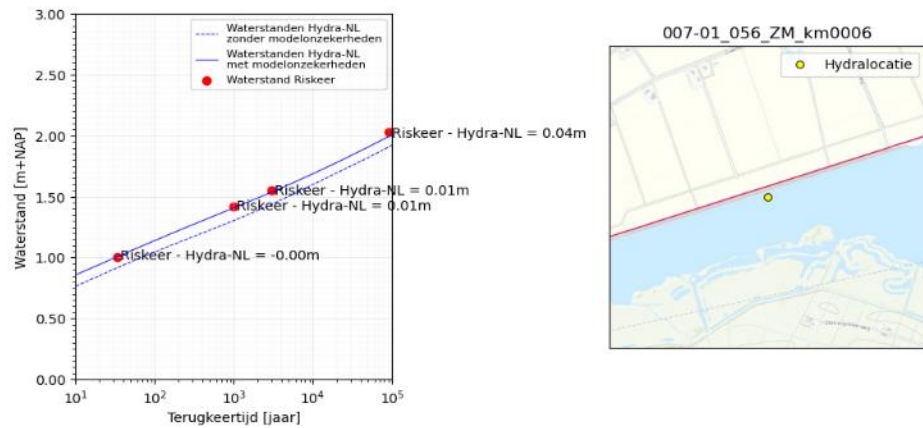 3.00
2.50
2.00
1.50
1.00
0.50
0.00
Waterstand [m+NAP]
Waterstanden Hydra-NL
zonder modelonzekerheden
Waterstanden Hydra-NL
met modelonzekerheden
Waterstand Riskeer
Riskeer - Hydra-NL = 0.04m
Riskeer - Hydra-NL = 0.01m
Riskeer - Hydra-NL = 0.01m
Riskeer - Hydra-NL = -0.00m
10¹ 10² 10³ 10⁴ 10⁵
Terugkeertijd [jaar]
007-01_056_ZM_km0006
Hydralocatie